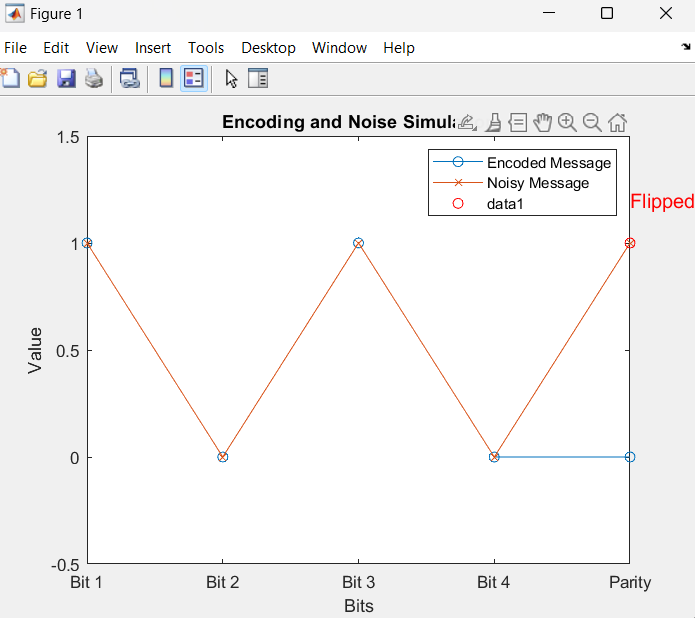 Figure 1
File Edit View Insert Tools Desktop Window Help
Encoding and Noise Simula
Encoded Message
Noisy Message
data1
Flipped
1.5
1
0.5
0
-0.5
Value
Bit 1 Bit 2 Bit 3 Bit 4 Parity
Bits